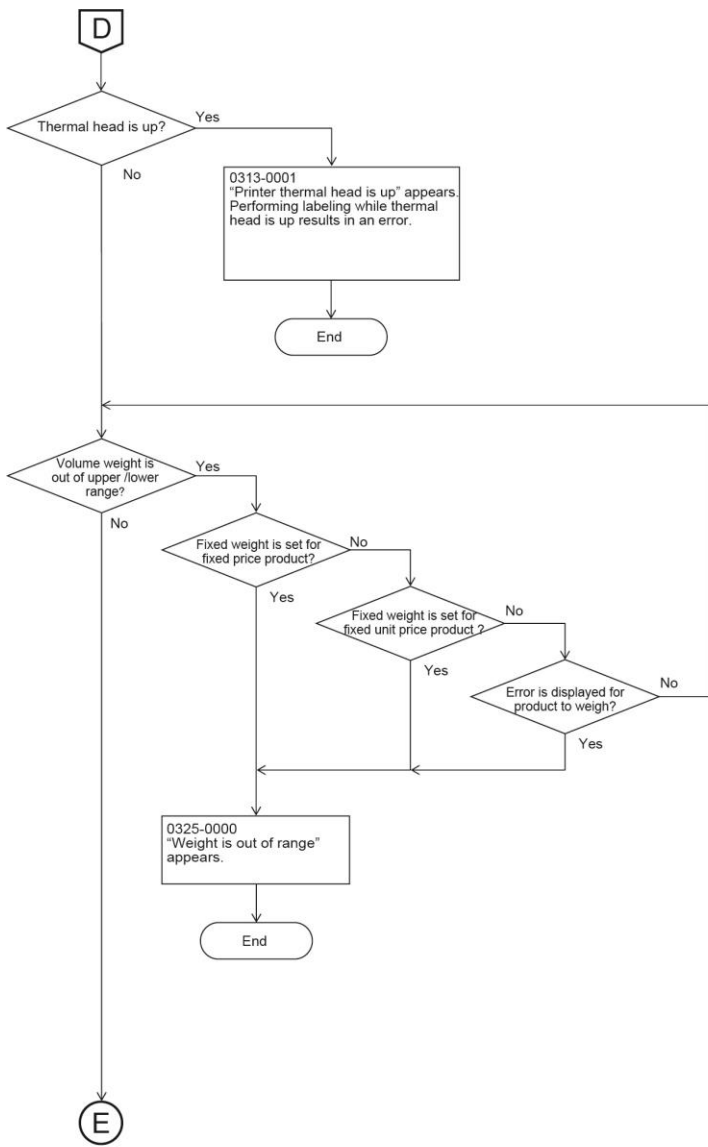 D
Thermal head is up?
Yes
No
0313-0001
“Printer thermal head is up” appears.
Performing labeling while thermal
head is up results in an error.
End
Volume weight is
out of upper /lower
range?
Yes
No
Fixed weight is set for
fixed price product?
No
Yes
Fixed weight is set for
fixed unit price product ?
No
Yes
Error is displayed for
product to weigh?
No
Yes
0325-0000
“Weight is out of range”
appears.
End
E